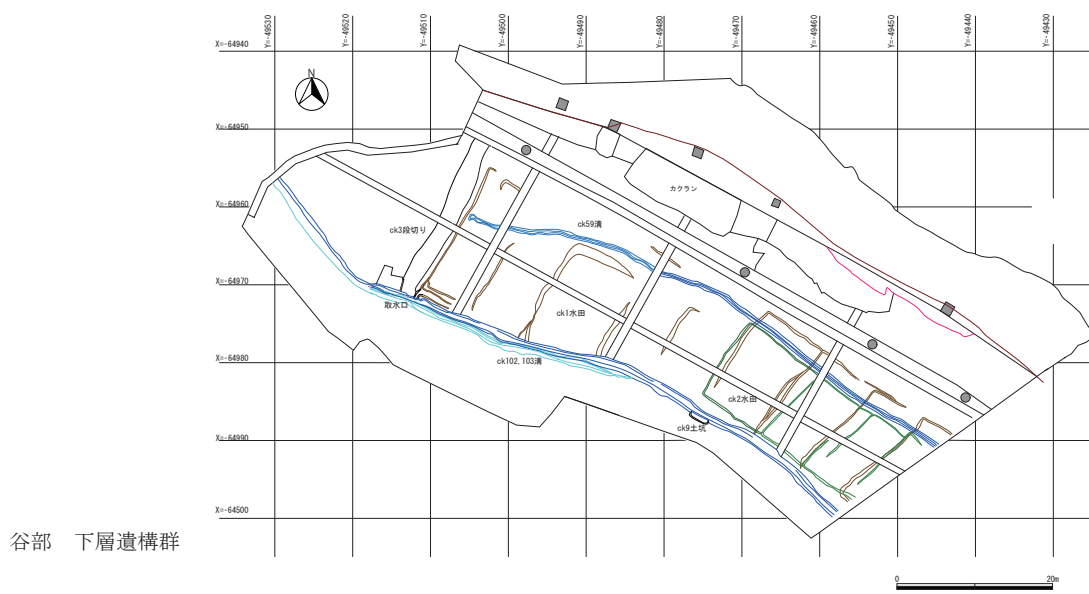 Y=-49530
Y=-49520
Y=-49510
Y=-49500
Y=-49490
Y=-49480
Y=-49470
Y=-49460
Y=-49450
Y=-49440
Y=-49430
X=-64940
N
X=-64950
カクラン
X=-64960
ck59溝
ck3段切り
X=-64970
取水口
ck1水田
X=-64980
ck102,103溝
ck2水田
ck9土坑
X=-64990
X=-64500
谷部 下層遺構群
0 20m